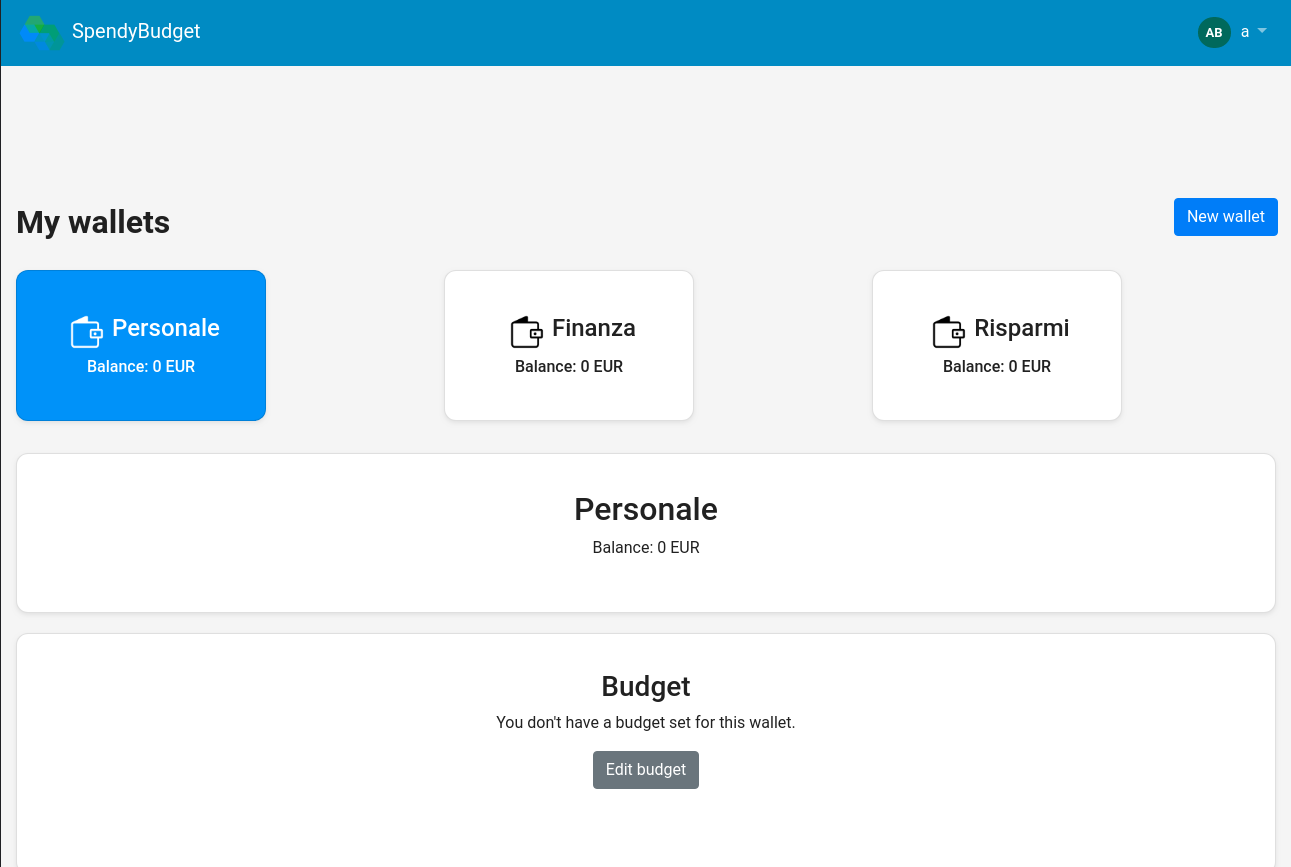 SpendyBudget
AB a
My wallets
New wallet
Personale
Balance: 0 EUR
Finanza
Balance: 0 EUR
Risparmi
Balance: 0 EUR
Personale
Balance: 0 EUR
Budget
You don't have a budget set for this wallet.
Edit budget